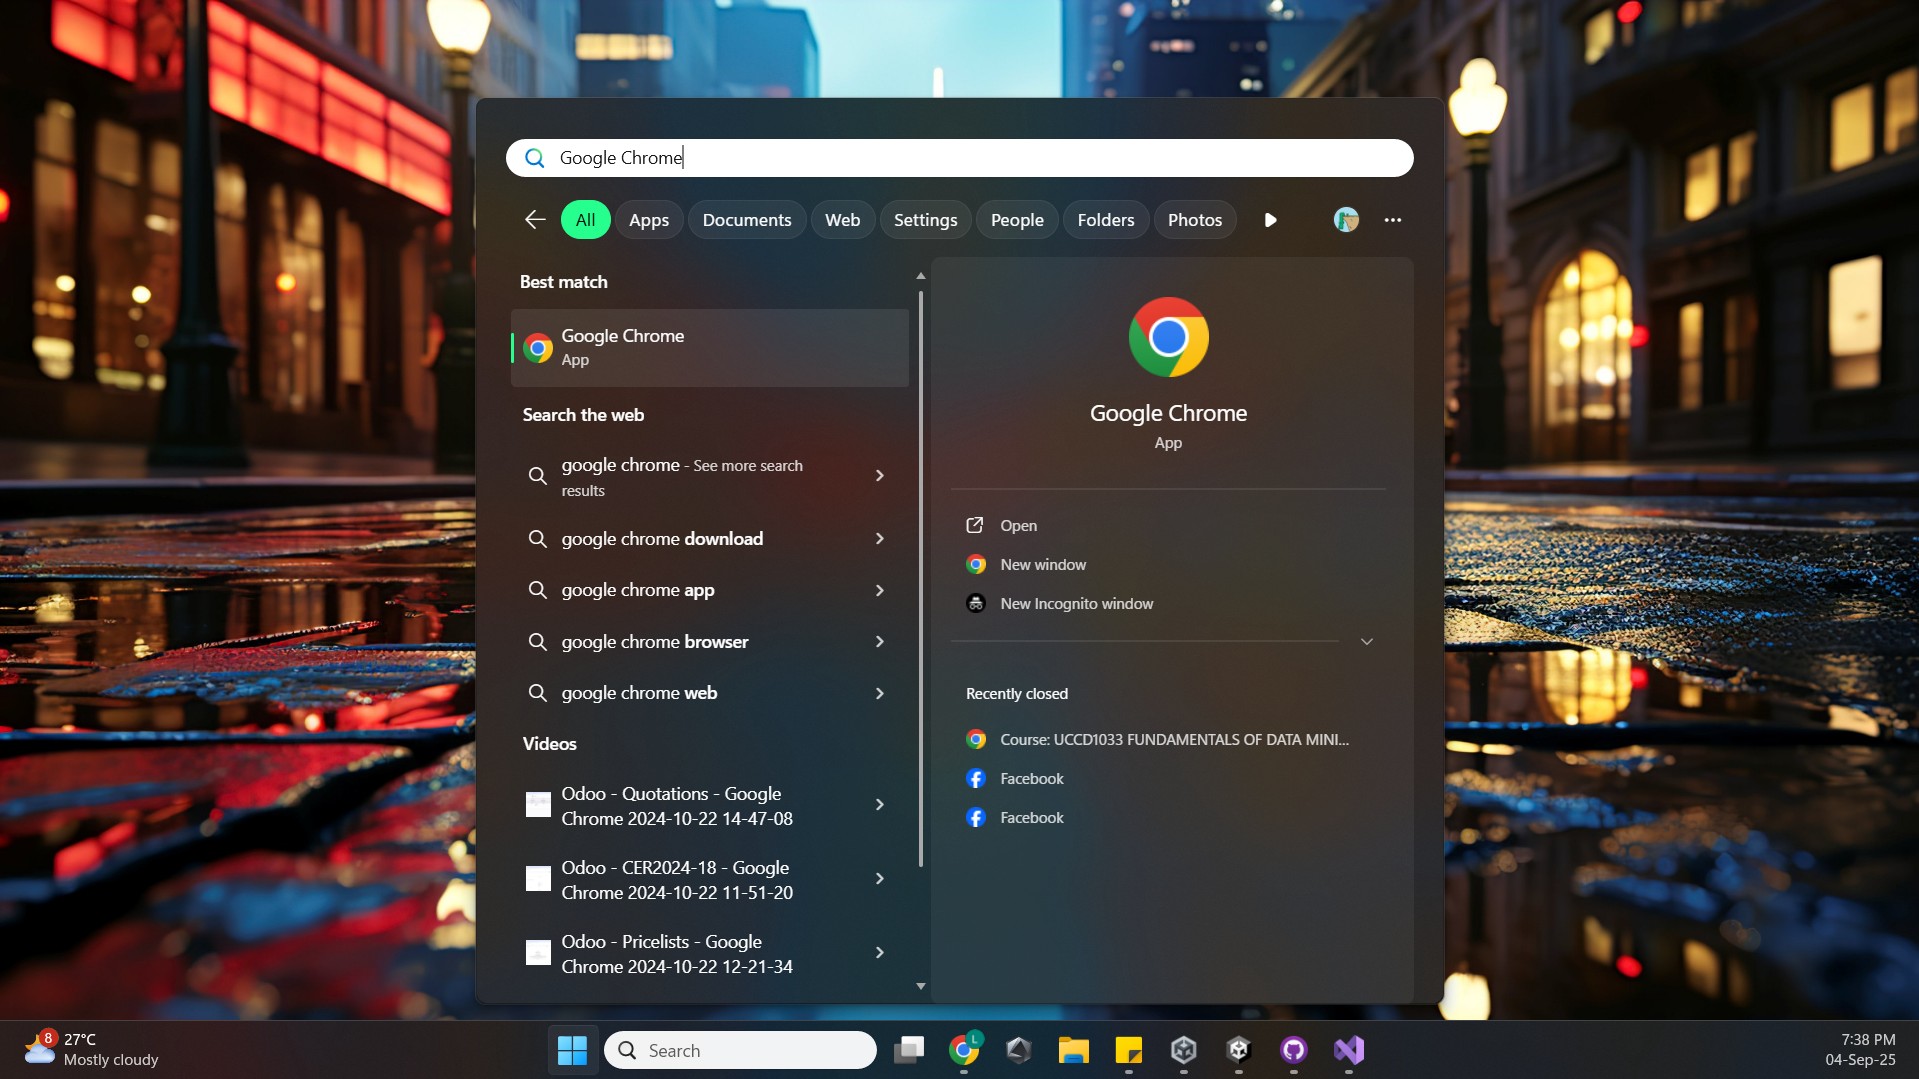 Google Chrome
All
Apps
Documents
Web
Settings
People
Folders
Photos
Best match
Google Chrome
App
Search the web
google chrome - See more search
results
google chrome download
google chrome app
google chrome browser
google chrome web
Videos
Odoo - Quotations - Google
Chrome 2024-10-22 14-47-08
Odoo - CER2024-18 - Google
Chrome 2024-10-22 11-51-20
Odoo - Pricelists - Google
Chrome 2024-10-22 12-21-34
Google Chrome
App
Open
New window
New Incognito window
Recently closed
Course: UCCD1033 FUNDAMENTALS OF DATA MINI...
Facebook
Facebook
8
27°C
Mostly cloudy
Search
L
7:38 PM
04-Sep-25